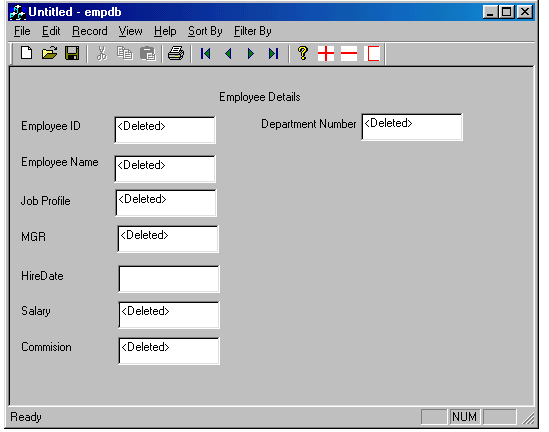 Untitled - empdb
File Edit Record View Help Sort By Filter By
Employee Details
Employee ID <Deleted> Department Number <Deleted>
Employee Name <Deleted>
Job Profile <Deleted>
MGR <Deleted>
HireDate
Salary <Deleted>
Commision <Deleted>
Ready NUM